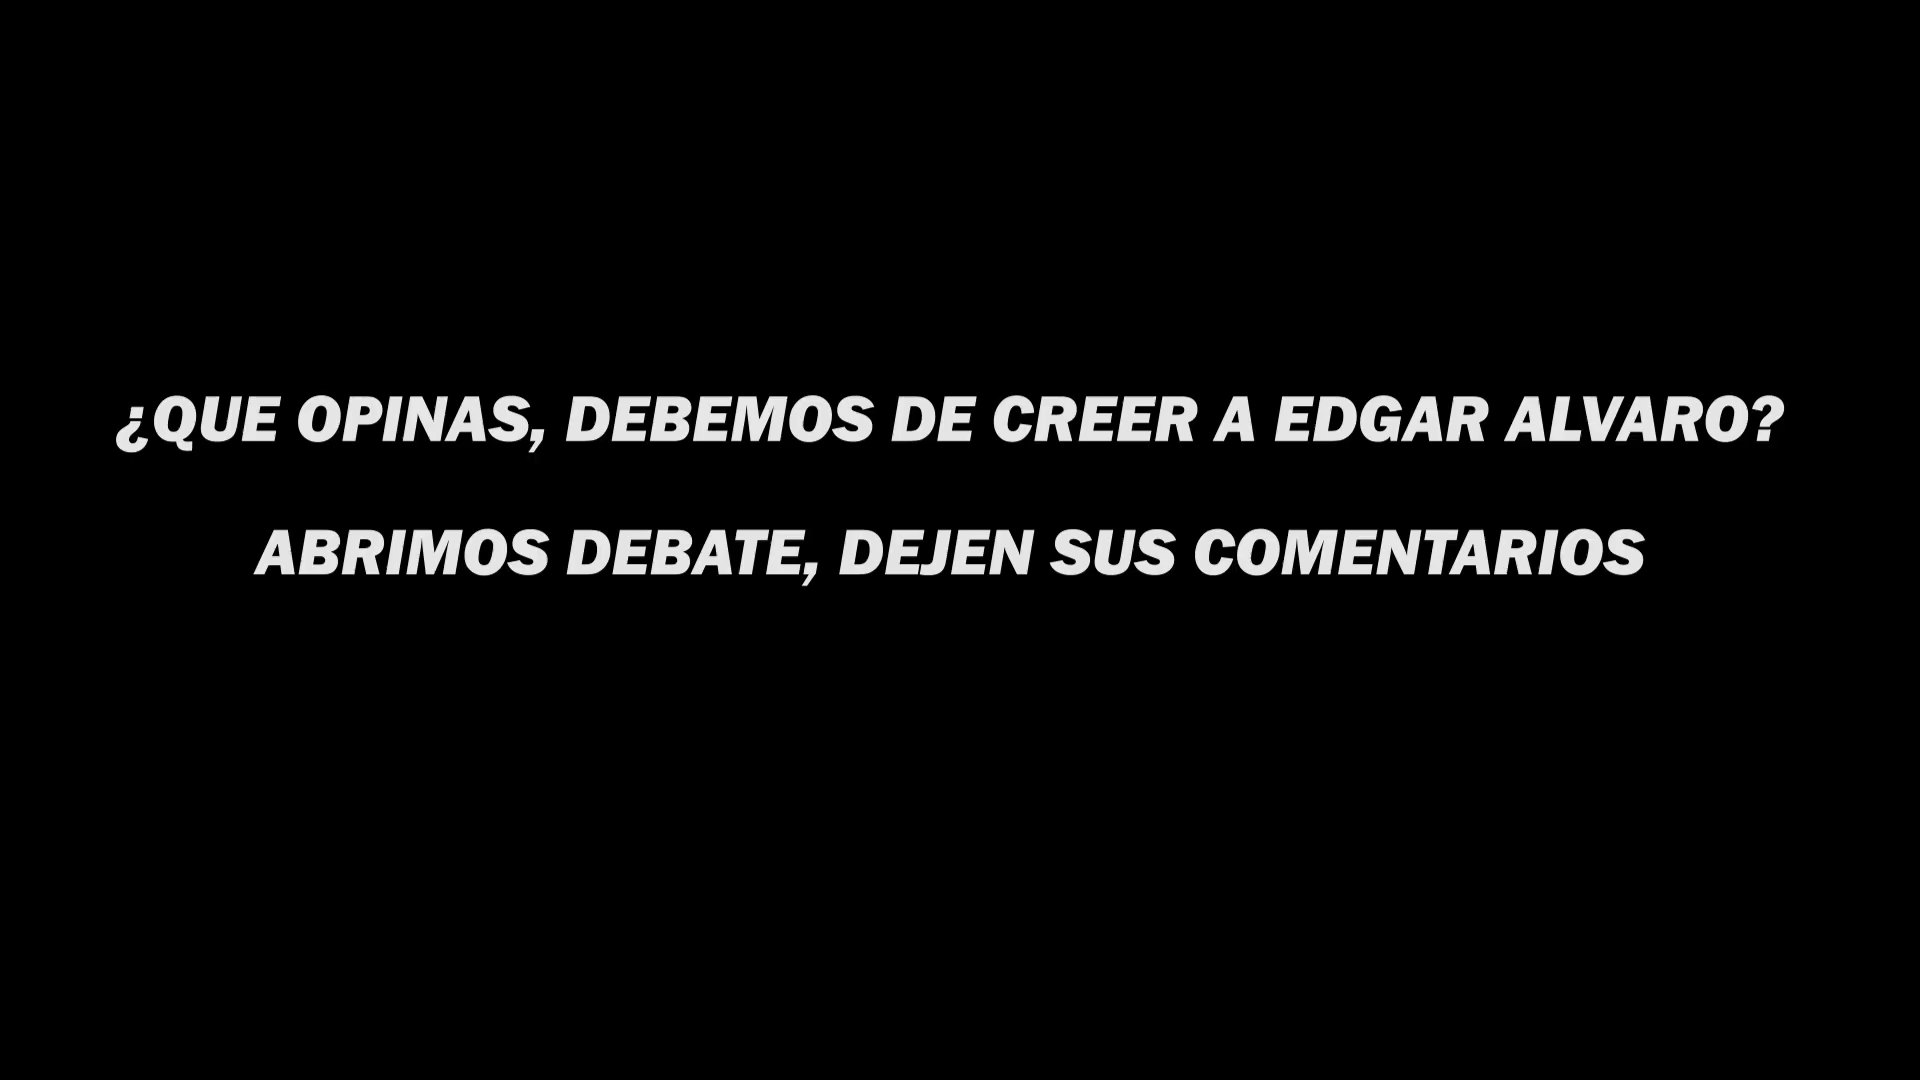 ¿QUE OPINAS, DEBEMOS DE CREER A EDGAR ALVARO?
ABRIMOS DEBATE, DEJEN SUS COMENTARIOS